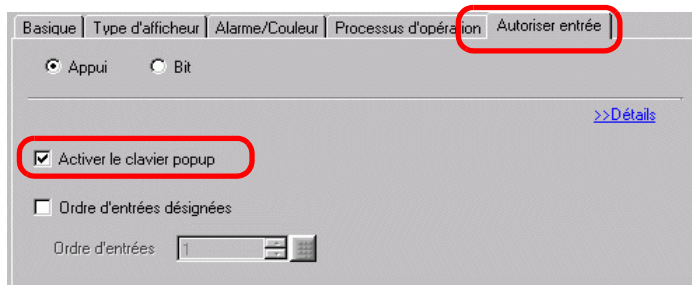 Basique Type d'afficheur Alarme/Couleur Processus d'opération Autoriser entrée
Appui Bit
>>Détails
Activer le clavier popup
Ordre d'entrées désignées
Ordre d'entrées 1